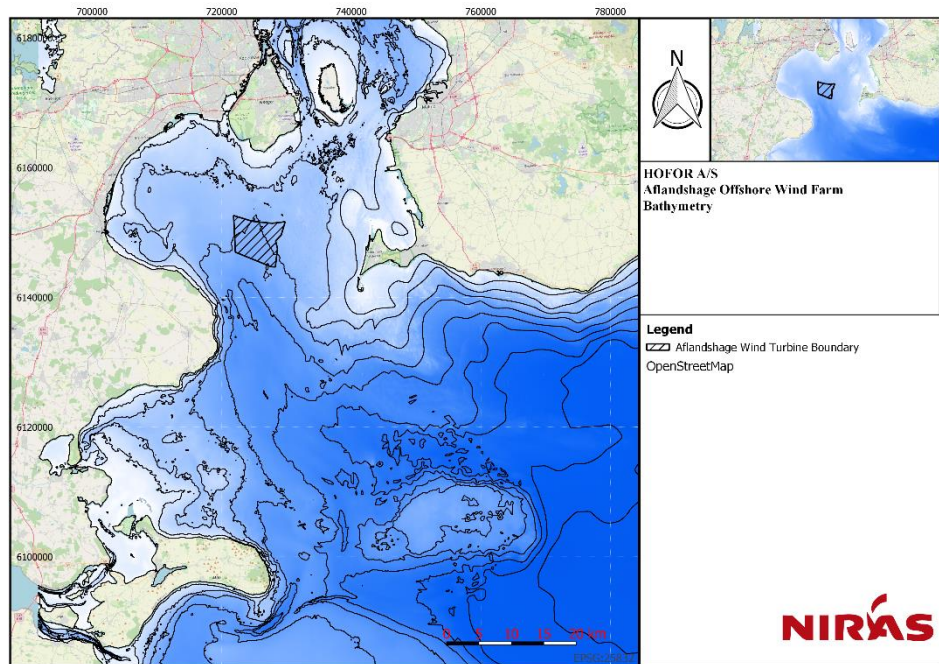 700000 720000 740000 760000 780000
6180000
6160000
6140000
6120000
6100000
0 5 10 15 20 km
N
HOFOR A/S
Aflandshage Offshore Wind Farm
Bathymetry
Legend
Aflandshage Wind Turbine Boundary
OpenStreetMap
NIRAS